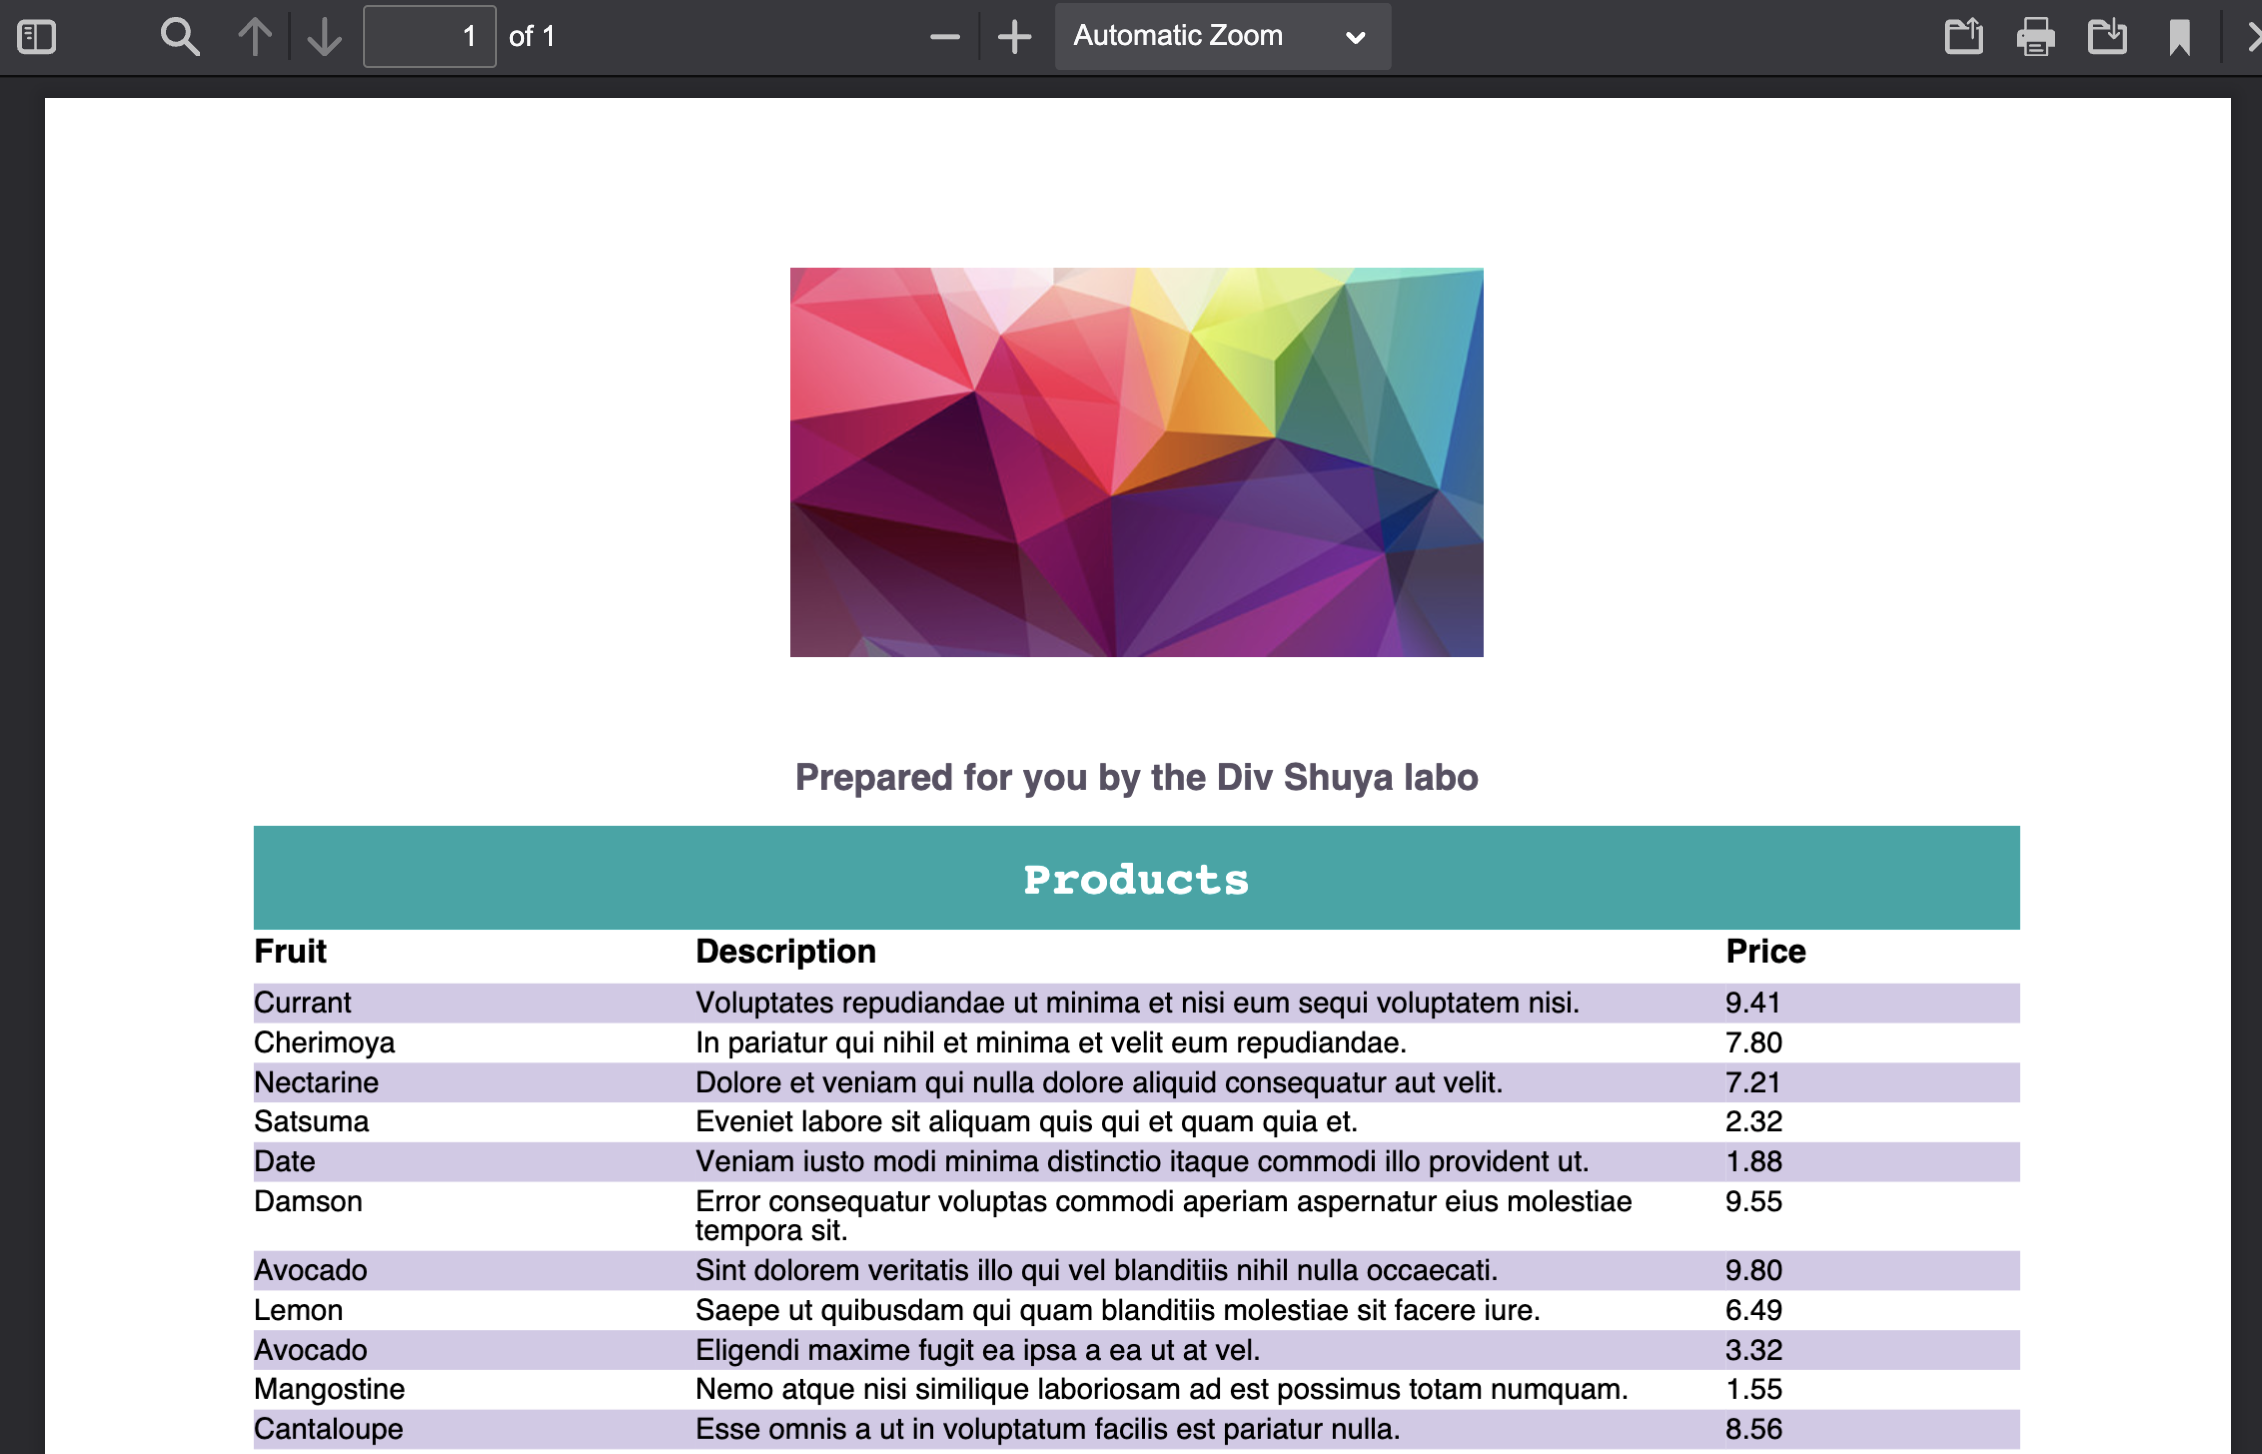 1 of 1 Automatic Zoom
Prepared for you by the Div Shuya labo
Products
Fruit Description Price
Currant Voluptates repudiandae ut minima et nisi eum sequi voluptatem nisi. 9.41
Cherimoya In pariatur qui nihil et minima et velit eum repudiandae. 7.80
Nectarine Dolore et veniam qui nulla dolore aliquid consequatur aut velit. 7.21
Satsuma Eveniet labore sit aliquam quis qui et quam quia et. 2.32
Date Veniam iusto modi minima distinctio itaque commodi illo provident ut. 1.88
Damson Error consequatur voluptas commodi aperiam aspernatur eius molestiae 9.55
tempora sit.
Avocado Sint dolorem veritatis illo qui vel blanditiis nihil nulla occaecati. 9.80
Lemon Saepe ut quibusdam qui quam blanditiis molestiae sit facere iure. 6.49
Avocado Eligendi maxime fugit ea ipsa a ea ut at vel. 3.32
Mangostine Nemo atque nisi similique laboriosam ad est possimus totam numquam. 1.55
Cantaloupe Esse omnis a ut in voluptatum facilis est pariatur nulla. 8.56